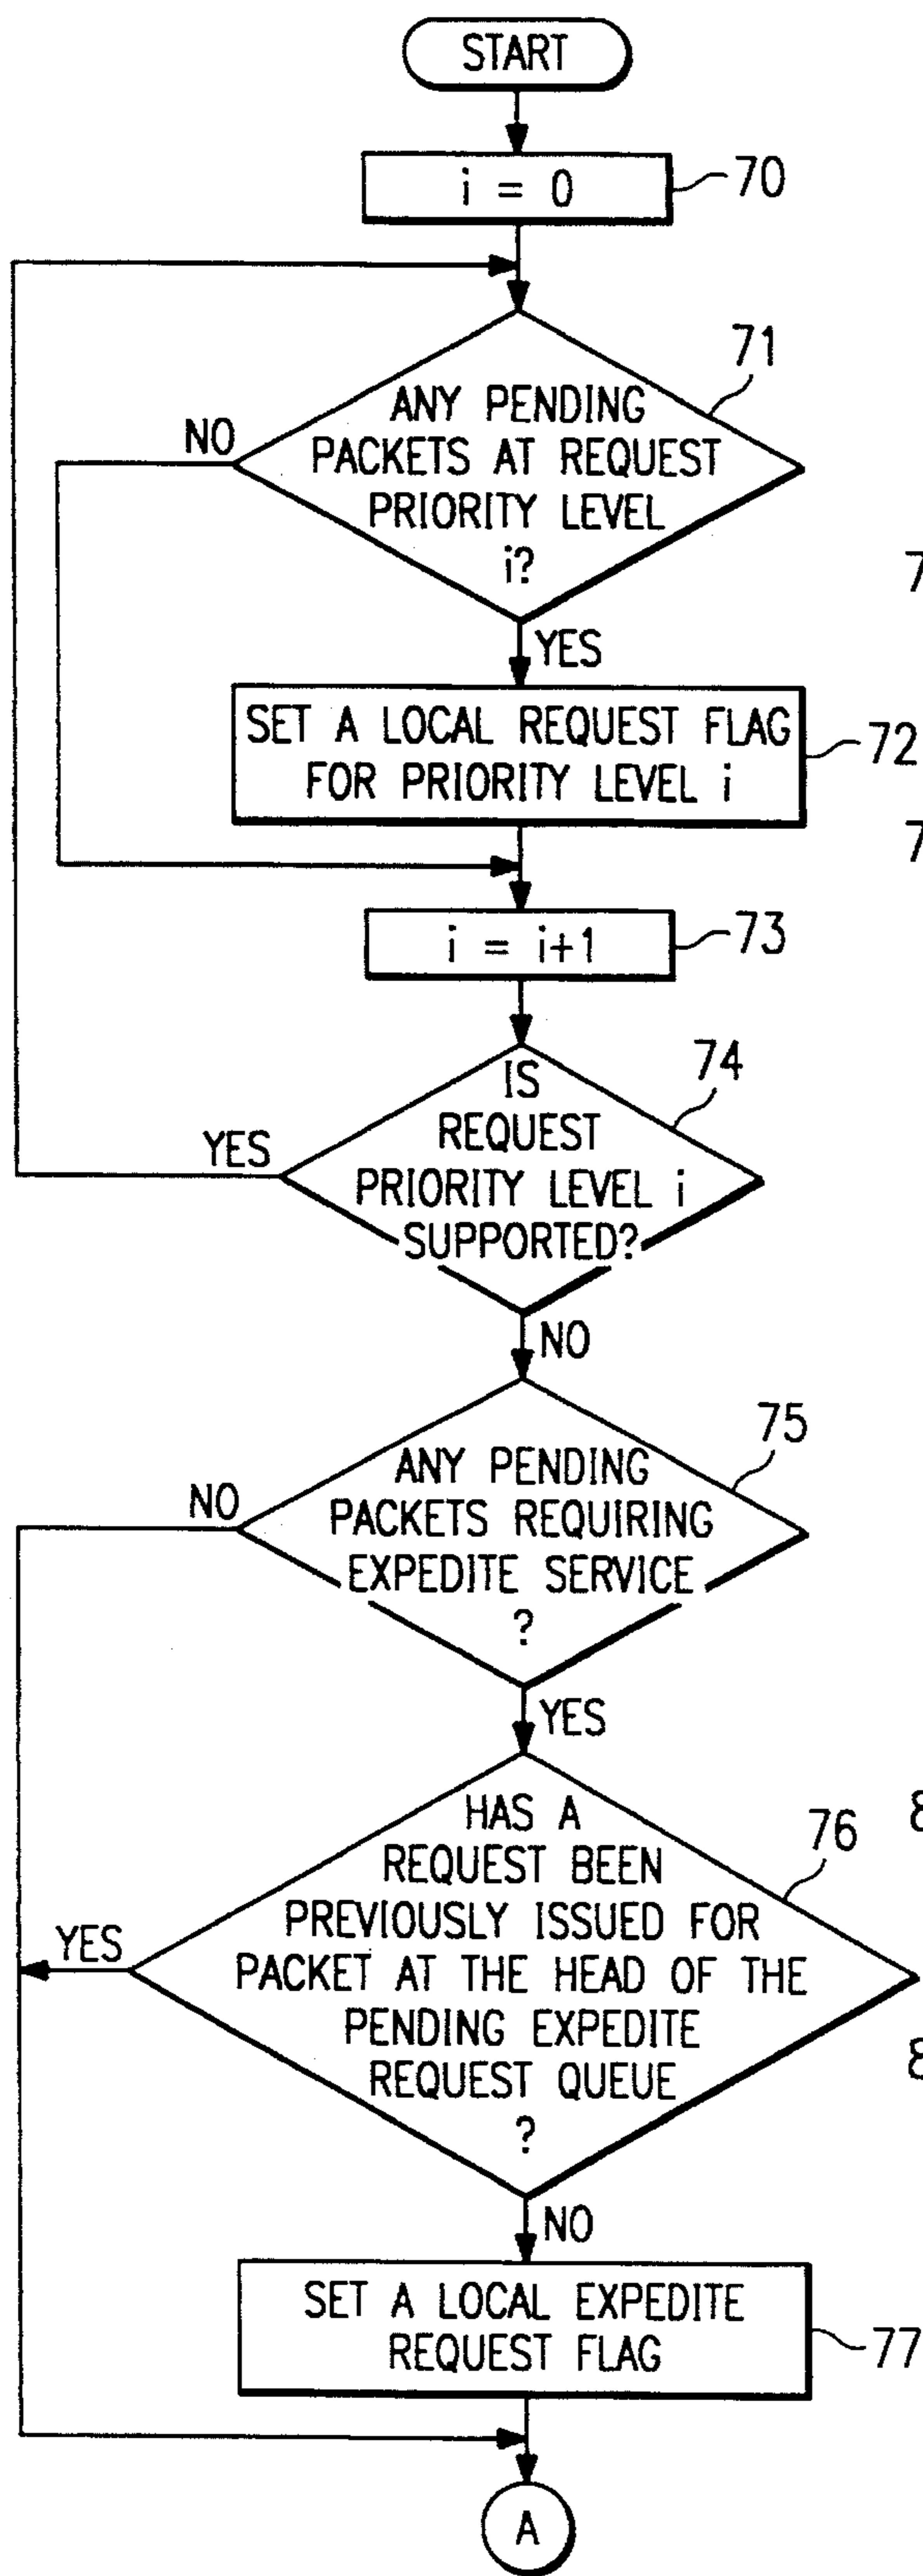 START
i = 0
70
71
ANY PENDING
PACKETS AT REQUEST
PRIORITY LEVEL
i?
NO
YES
SET A LOCAL REQUEST FLAG
FOR PRIORITY LEVEL i
72
i = i+1
73
74
IS
REQUEST
PRIORITY LEVEL i
SUPPORTED?
YES
NO
75
ANY PENDING
PACKETS REQUIRING
EXPEDITE SERVICE
?
NO
YES
76
HAS A
REQUEST BEEN
PREVIOUSLY ISSUED FOR
PACKET AT THE HEAD OF THE
PENDING EXPEDITE
REQUEST QUEUE
?
YES
NO
SET A LOCAL EXPEDITE
REQUEST FLAG
77
A